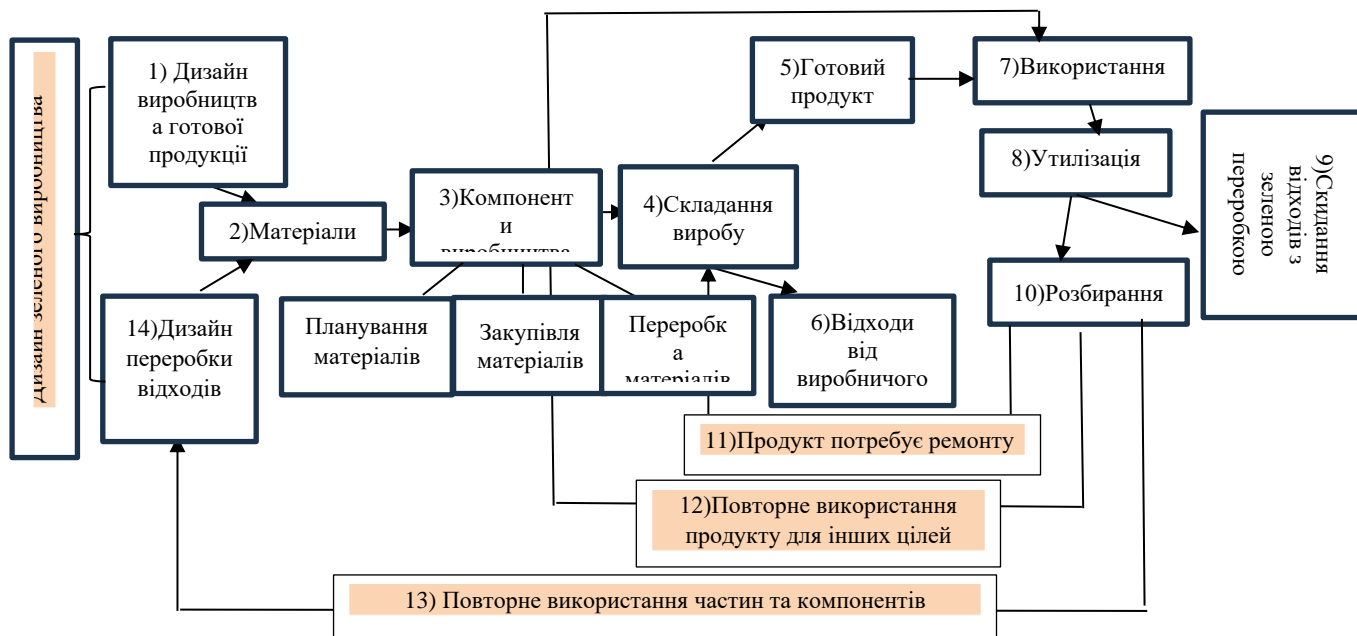 Дизайн зеленого виробництва
1) Дизайн
виробництв
а готової
продукції
2)Матеріали
14)Дизайн
переробки
відходів
3)Компонент
и
виробництва
Планування
матеріалів
Закупівля
матеріалів
Переробк
а
матеріалів
4)Складання
виробу
5)Готовий
продукт
6)Відходи
від
виробничого
7)Використання
8)Утилізація
9)Скидання
відходів з
зеленою
переробкою
10)Розбирання
11)Продукт потребує ремонту
12)Повторне використання
продукту для інших цілей
13) Повторне використання частин та компонентів